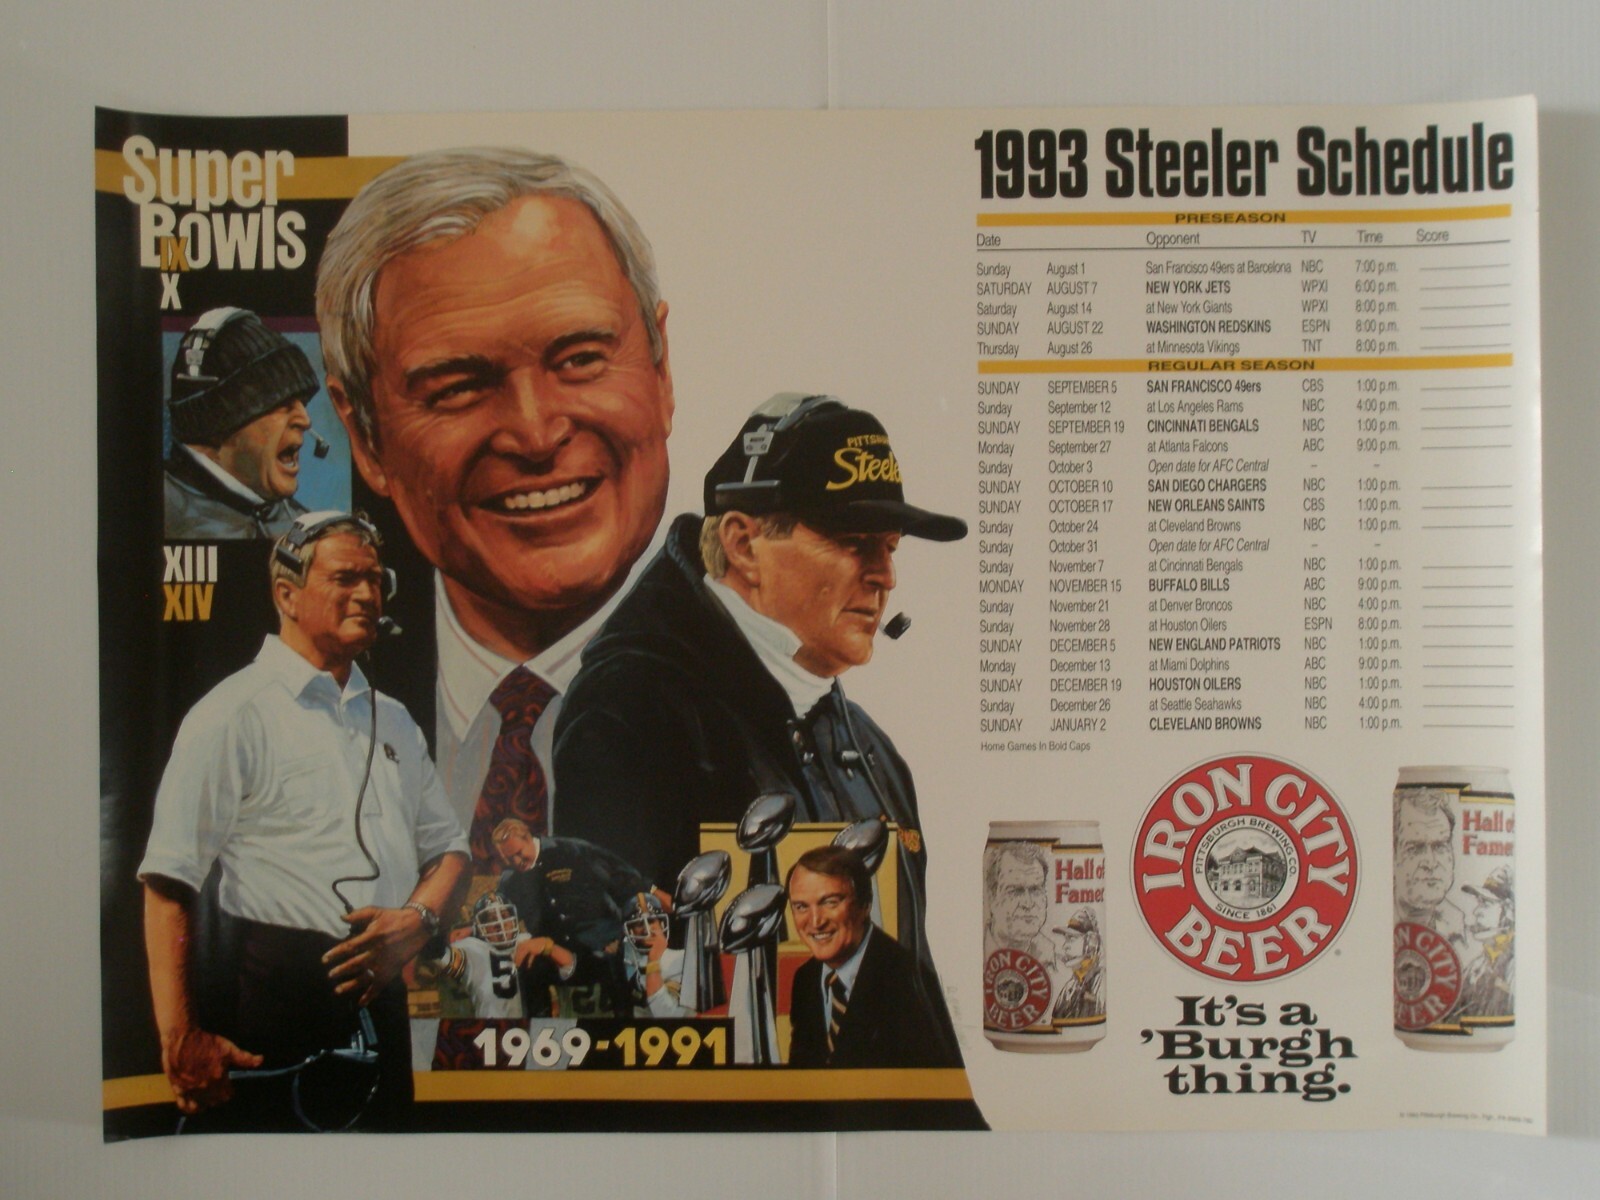 Super
Bowls
IX
X
XIII
XIV
PITTSBURGH
Steelers
1969-1991
1993 Steeler Schedule
PRESEASON
Date Opponent TV Time Score
Sunday August 1 San Francisco 49ers at Barcelona NBC 7:00 p.m.
SATURDAY AUGUST 7 NEW YORK JETS WPXI 6:00 p.m.
Saturday August 14 at New York Giants WPXI 8:00 p.m.
SUNDAY AUGUST 22 WASHINGTON REDSKINS ESPN 8:00 p.m.
Thursday August 26 at Minnesota Vikings TNT 8:00 p.m.
REGULAR SEASON
SUNDAY SEPTEMBER 5 SAN FRANCISCO 49ers CBS 1:00 p.m.
Sunday September 12 at Los Angeles Rams NBC 4:00 p.m.
SUNDAY SEPTEMBER 19 CINCINNATI BENGALS NBC 1:00 p.m.
Monday September 27 at Atlanta Falcons ABC 9:00 p.m.
Sunday October 3 Open date for AFC Central – –
SUNDAY OCTOBER 10 SAN DIEGO CHARGERS NBC 1:00 p.m.
SUNDAY OCTOBER 17 NEW ORLEANS SAINTS CBS 1:00 p.m.
Sunday October 24 at Cleveland Browns NBC 1:00 p.m.
Sunday October 31 Open date for AFC Central – –
Sunday November 7 at Cincinnati Bengals NBC 1:00 p.m.
MONDAY NOVEMBER 15 BUFFALO BILLS ABC 9:00 p.m.
Sunday November 21 at Denver Broncos NBC 4:00 p.m.
Sunday November 28 at Houston Oilers ESPN 8:00 p.m.
SUNDAY DECEMBER 5 NEW ENGLAND PATRIOTS NBC 1:00 p.m.
Monday December 13 at Miami Dolphins ABC 9:00 p.m.
SUNDAY DECEMBER 19 HOUSTON OILERS NBC 1:00 p.m.
Sunday December 26 at Seattle Seahawks NBC 4:00 p.m.
SUNDAY JANUARY 2 CLEVELAND BROWNS NBC 1:00 p.m.
Home Games In Bold Caps
Hall of
Fame
IRON CITY
BEER
IRON CITY
PITTSBURGH BREWING CO.
SINCE 1861
BEER
Hall of
Fame
IRON CITY
BEER
It's a
'Burgh
thing.